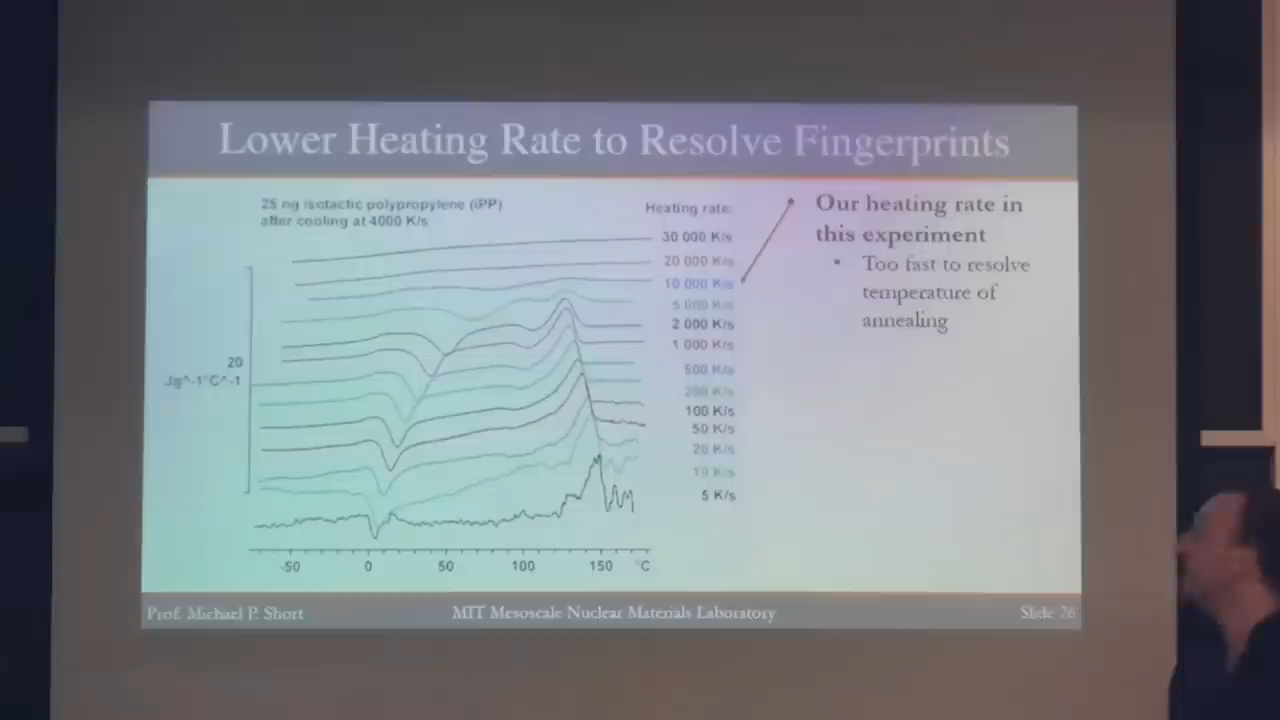 Lower Heating Rate to Resolve Fingerprints
25 ng isotactic polypropylene (iPP)
after cooling at 4000 K/s
Heating rate:
30 000 K/s
20 000 K/s
10 000 K/s
5 000 K/s
2 000 K/s
1 000 K/s
500 K/s
200 K/s
100 K/s
50 K/s
20 K/s
10 K/s
5 K/s
20
Jg^-1°C^-1
-50 0 50 100 150 °C
• Our heating rate in
this experiment
• Too fast to resolve
temperature of
annealing
Prof. Michael P. Short
MIT Mesoscale Nuclear Materials Laboratory
Slide 26